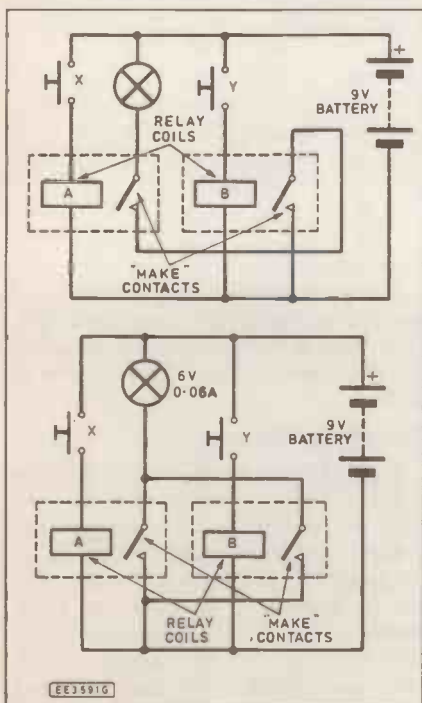 +
X
Y
9V
BATTERY
RELAY
COILS
A
B
"MAKE"
CONTACTS
6V
0·06A
+
X
Y
9V
BATTERY
A
B
RELAY
COILS
"MAKE"
CONTACTS
EE3591G